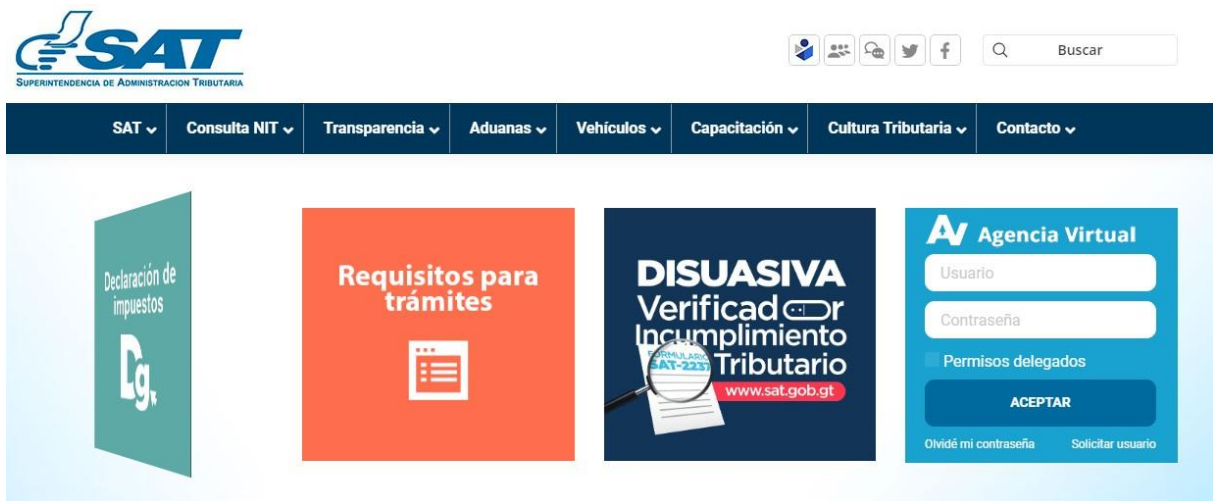 SAT
SUPERINTENDENCIA DE ADMINISTRACION TRIBUTARIA
Buscar
SAT
Consulta NIT
Transparencia
Aduanas
Vehículos
Capacitación
Cultura Tributaria
Contacto
Declaración de
impuestos
Dg.
Requisitos para
trámites
DISUASIVA
Verificador
Incumplimiento
Tributario
FORMULARIO
SAT-2237
www.sat.gob.gt
AV Agencia Virtual
Usuario
Contraseña
Permisos delegados
ACEPTAR
Olvidé mi contraseña
Solicitar usuario